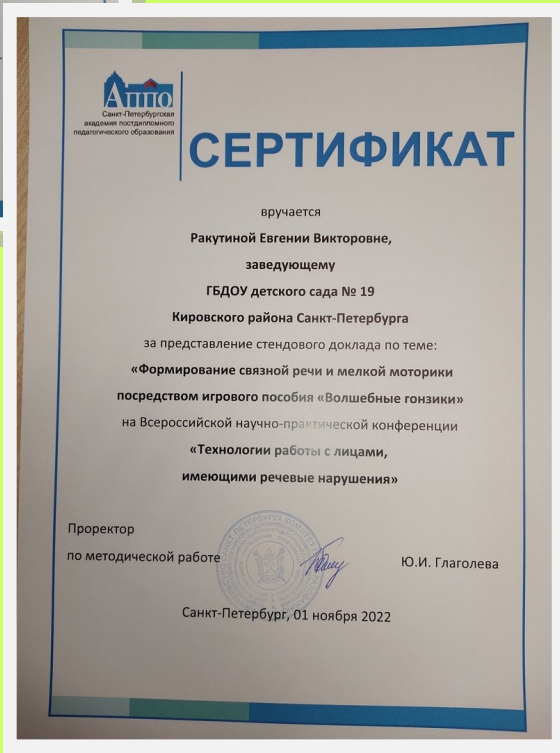 Аппо
Санкт-Петербургская
академия постдипломного
педагогического образования
СЕРТИФИКАТ
вручается
Ракутиной Евгении Викторовне,
заведующему
ГБДОУ детского сада № 19
Кировского района Санкт-Петербурга
за представление стендового доклада по теме:
«Формирование связной речи и мелкой моторики
посредством игрового пособия «Волшебные гонзики»
на Всероссийской научно-практической конференции
«Технологии работы с лицами,
имеющими речевые нарушения»
Проректор
по методической работе
Ю.И. Глаголева
Санкт-Петербург, 01 ноября 2022